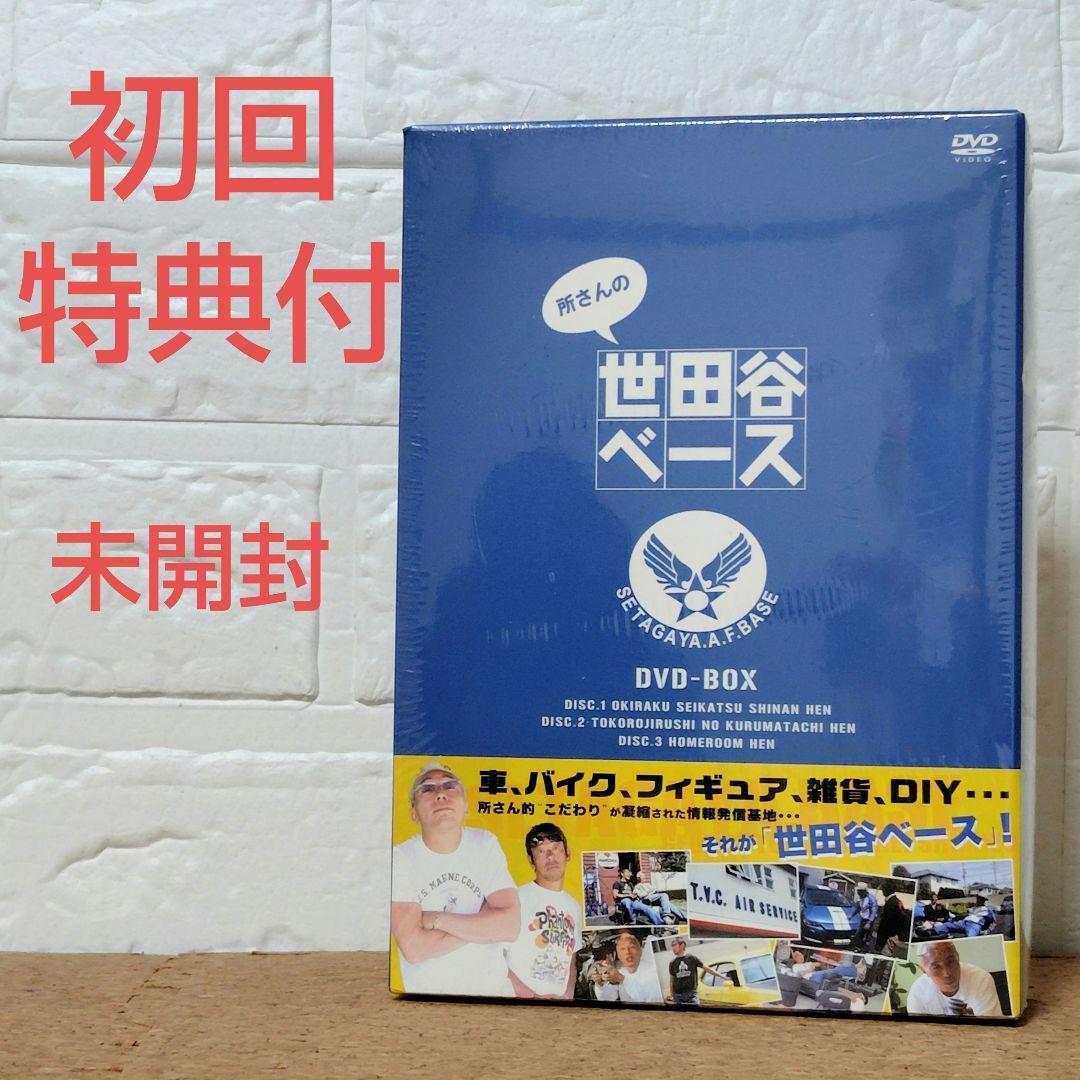 初回
特典付
未開封
DVD
VIDEO
所さんの
世田谷
ベース
SETAGAYA.A.F.BASE
DVD-BOX
DISC.1 OKIRAKU SEIKATSU SHINAN HEN
DISC.2 TOKOROJIRUSHI NO KURUMATACHI HEN
DISC.3 HOMEROOM HEN
車、バイク、フィギュア、雑貨、DIY・・・
所さん的“こだわり”が凝縮された情報発信基地・・・
それが「世田谷ベース」!
T.V.C. AIR SERVICE